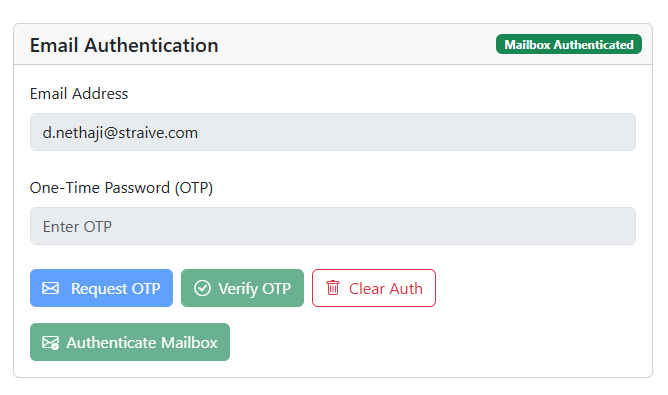 Email Authentication
Mailbox Authenticated
Email Address
d.nethaji@straive.com
One-Time Password (OTP)
Enter OTP
Request OTP
Verify OTP
Clear Auth
Authenticate Mailbox